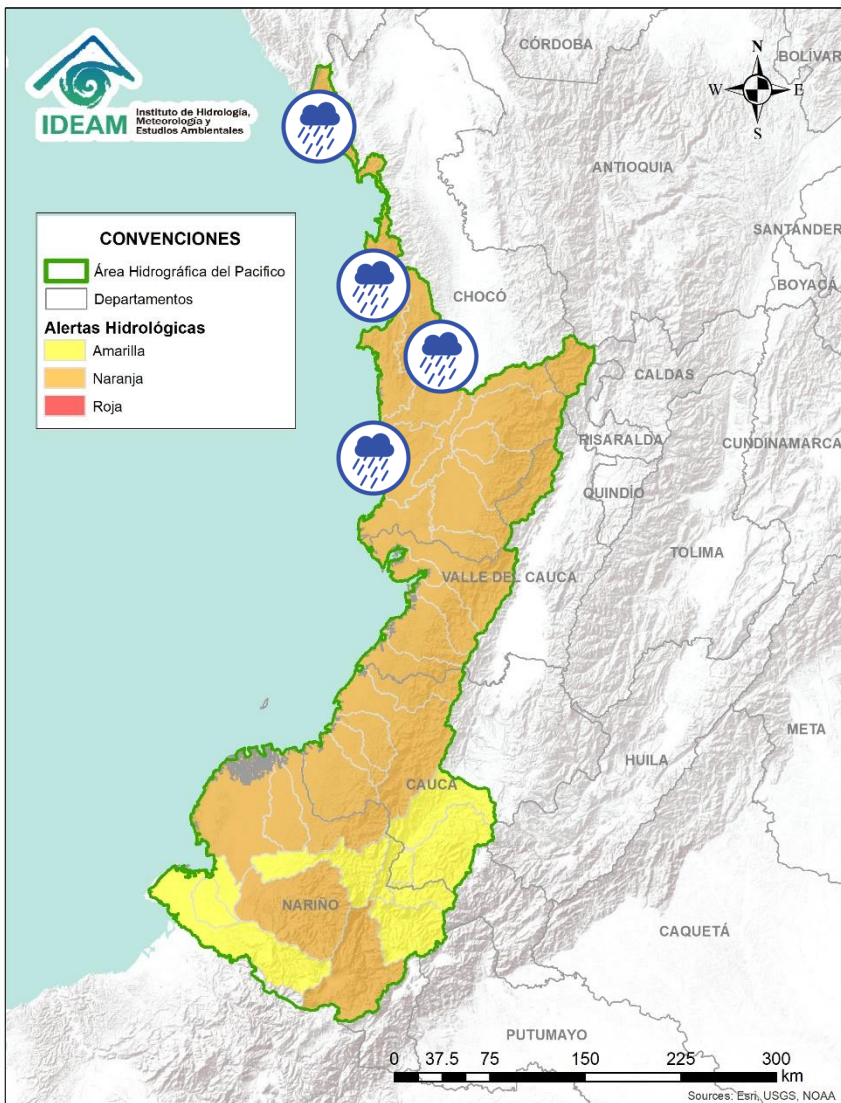 IDEAM
Instituto de Hidrología,
Meteorología y
Estudios Ambientales
CONVENCIONES
Área Hidrográfica del Pacifico
Departamentos
Alertas Hidrológicas
Amarilla
Naranja
Roja
N
W E
S
CÓRDOBA
BOLÍVAR
ANTIOQUIA
SANTANDER
BOYACÁ
CHOCÓ
CALDAS
RISARALDA
CUNDINAMARCA
QUINDÍO
TOLIMA
VALLE DEL CAUCA
META
HUILA
CAUCA
NARIÑO
CAQUETÁ
PUTUMAYO
0 37.5 75 150 225 300
km
Sources: Esri, USGS, NOAA